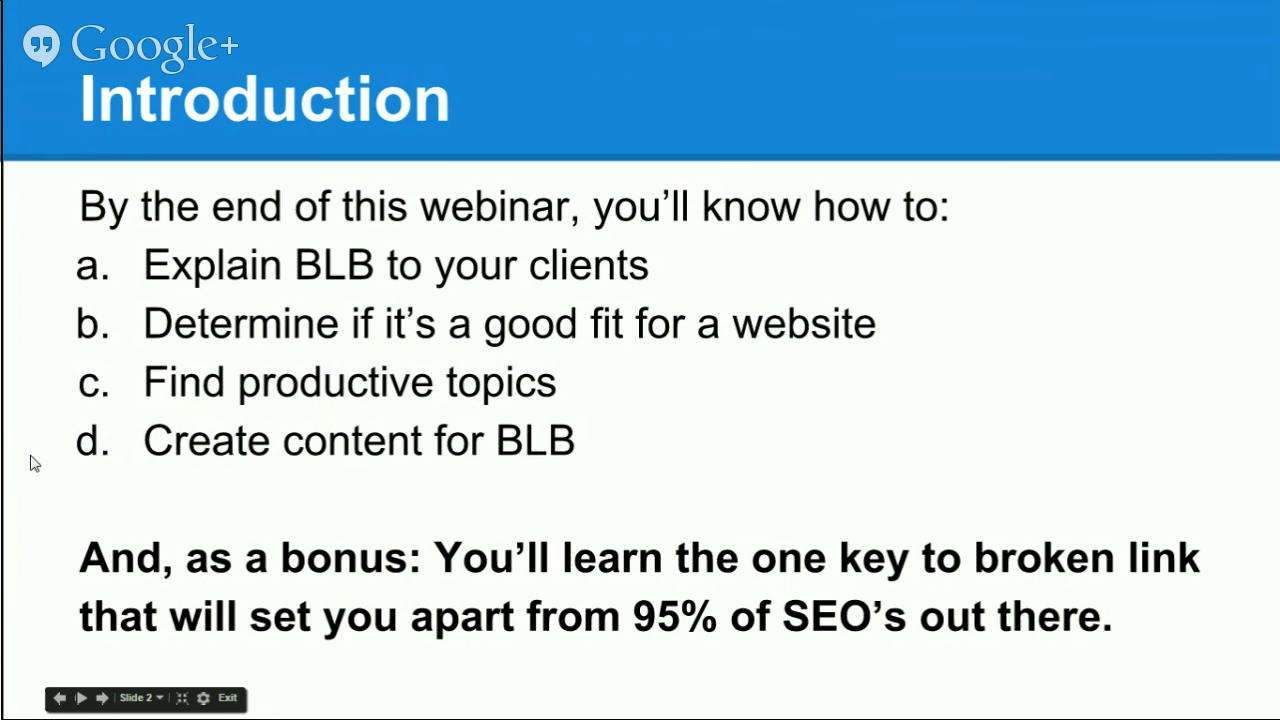 Google+
Introduction
By the end of this webinar, you’ll know how to:
a. Explain BLB to your clients
b. Determine if it’s a good fit for a website
c. Find productive topics
d. Create content for BLB
And, as a bonus: You’ll learn the one key to broken link
that will set you apart from 95% of SEO’s out there.
Slide 2 Exit